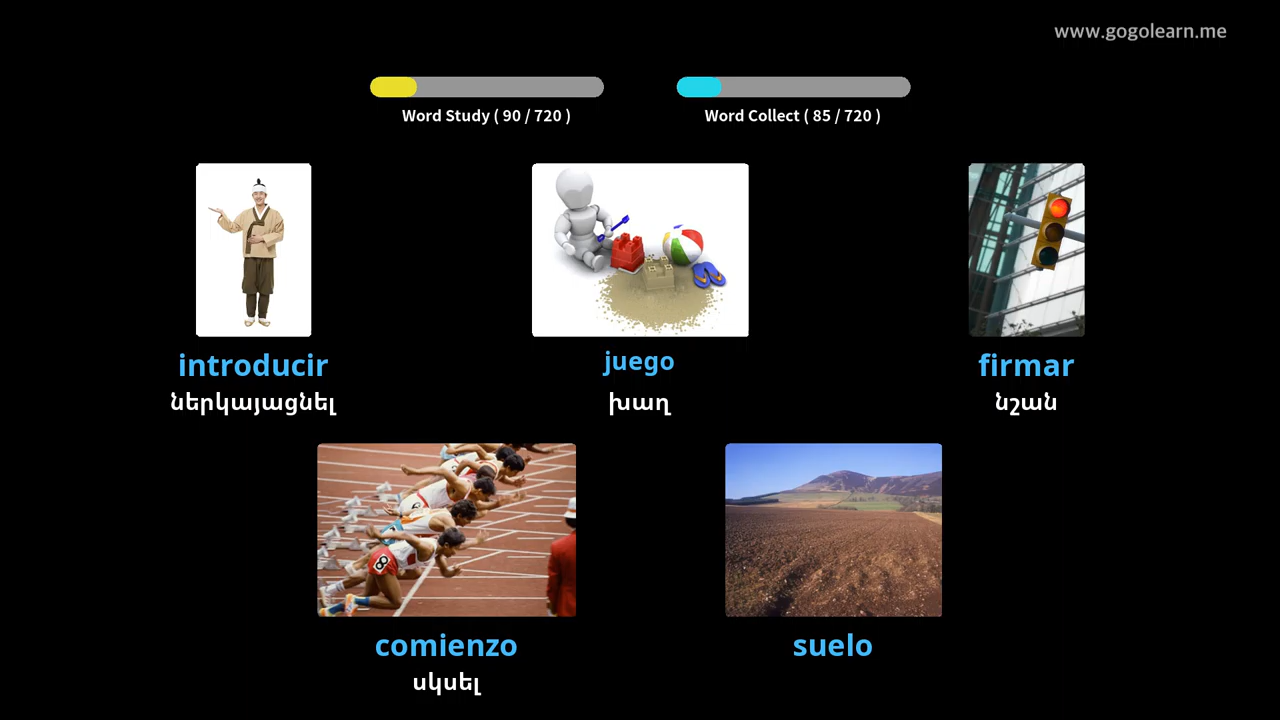 www.gogolearn.me
Word Study ( 90 / 720 )
Word Collect ( 85 / 720 )
introducir
ներկայացնել
juego
խաղ
firmar
նշան
comienzo
սկսել
suelo